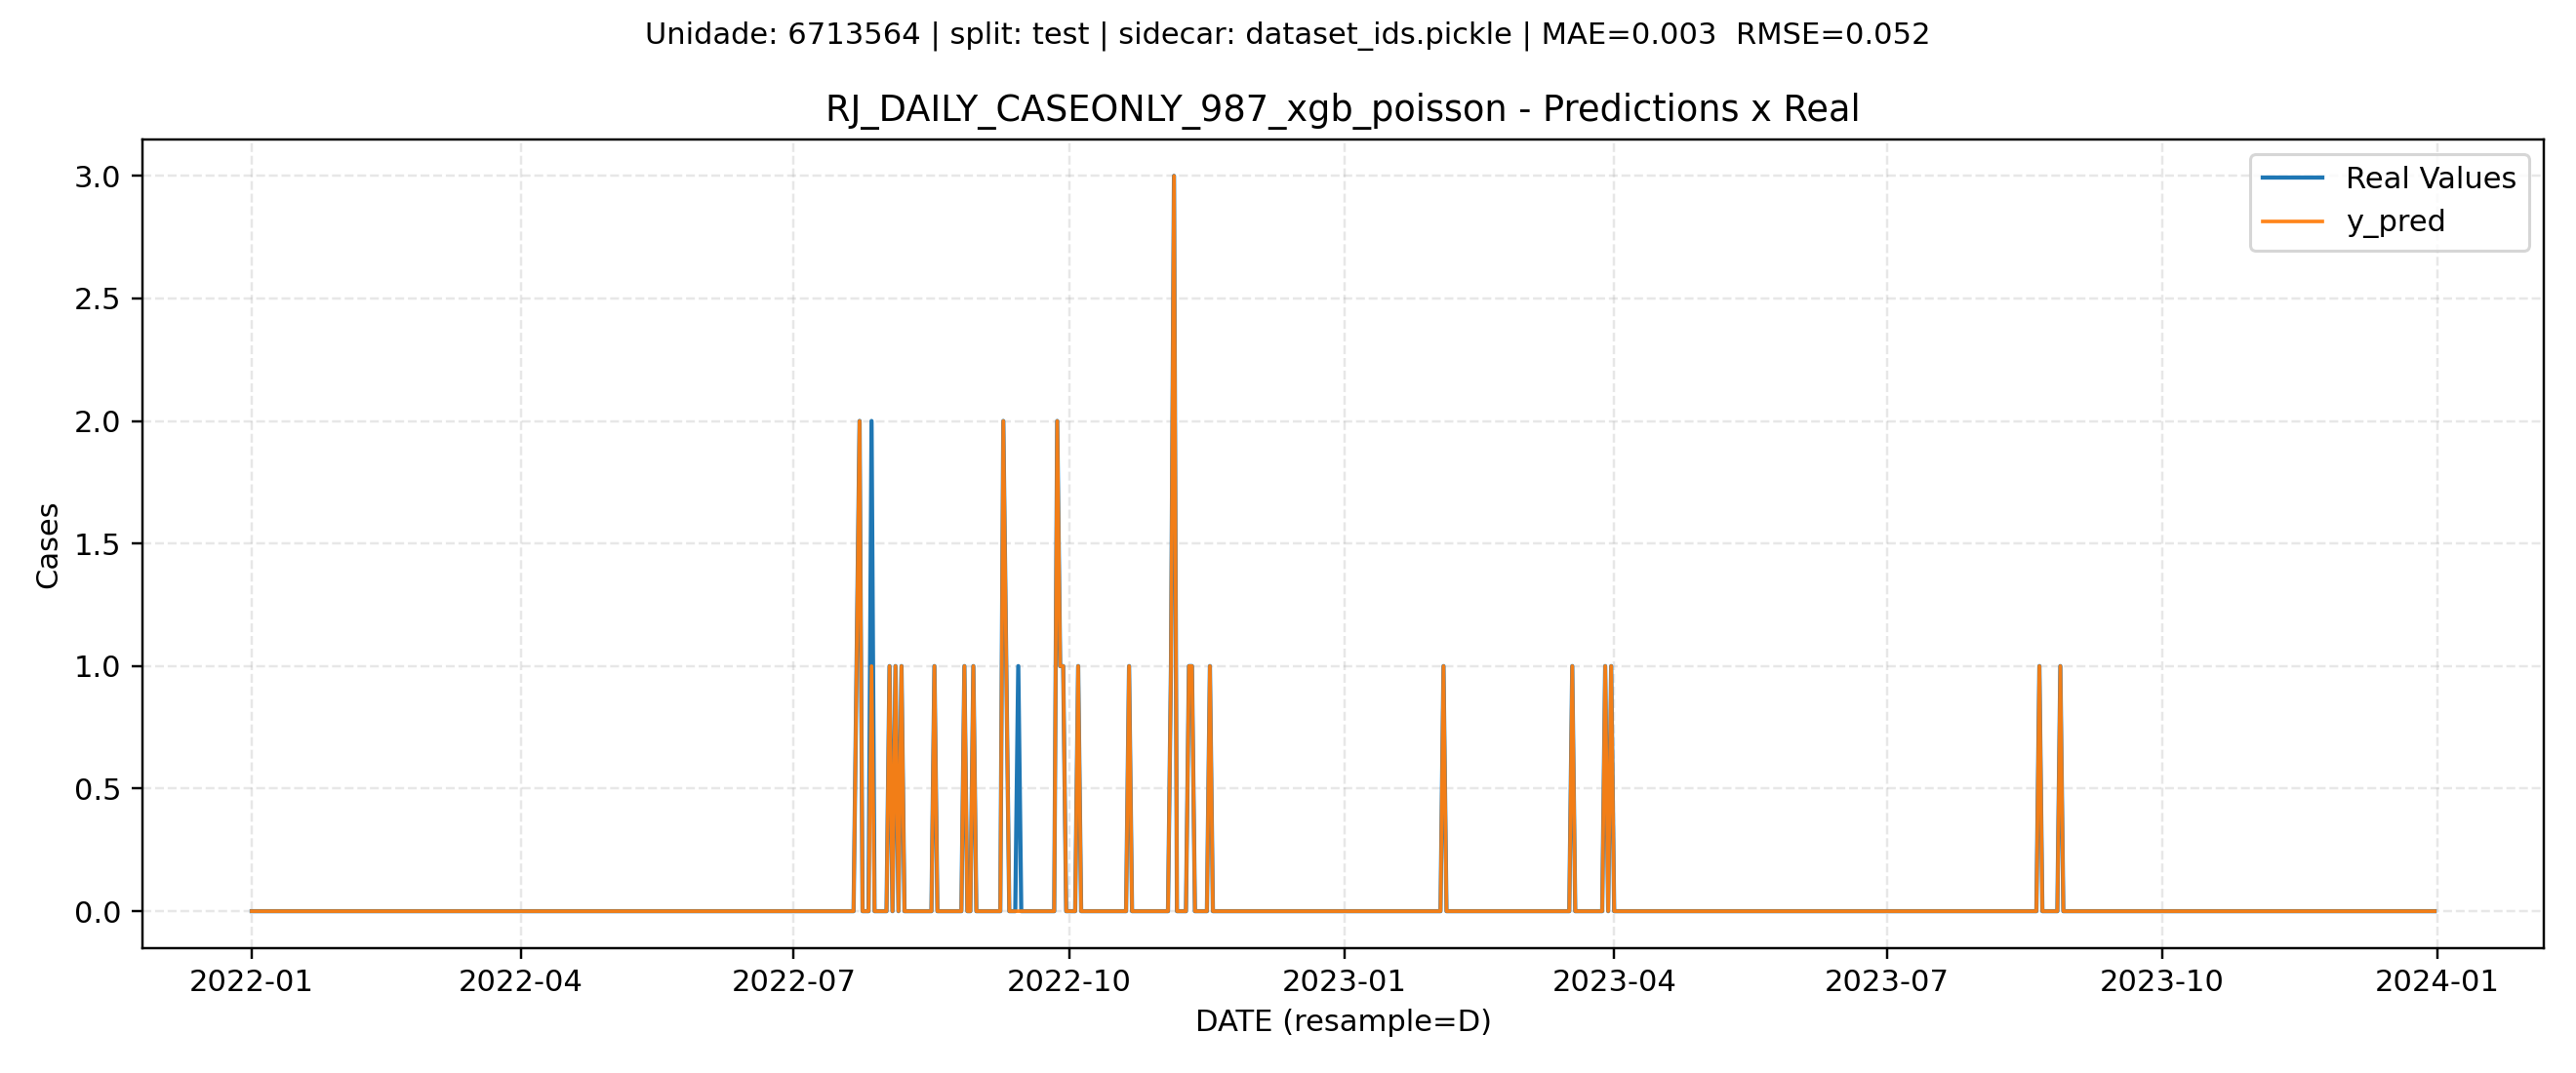 Unidade: 6713564 | split: test | sidecar: dataset_ids.pickle | MAE=0.003  RMSE=0.052
RJ_DAILY_CASEONLY_987_xgb_poisson - Predictions x Real
Real Values
y_pred
Cases
3.0
2.5
2.0
1.5
1.0
0.5
0.0
2022-01 2022-04 2022-07 2022-10 2023-01 2023-04 2023-07 2023-10 2024-01
DATE (resample=D)